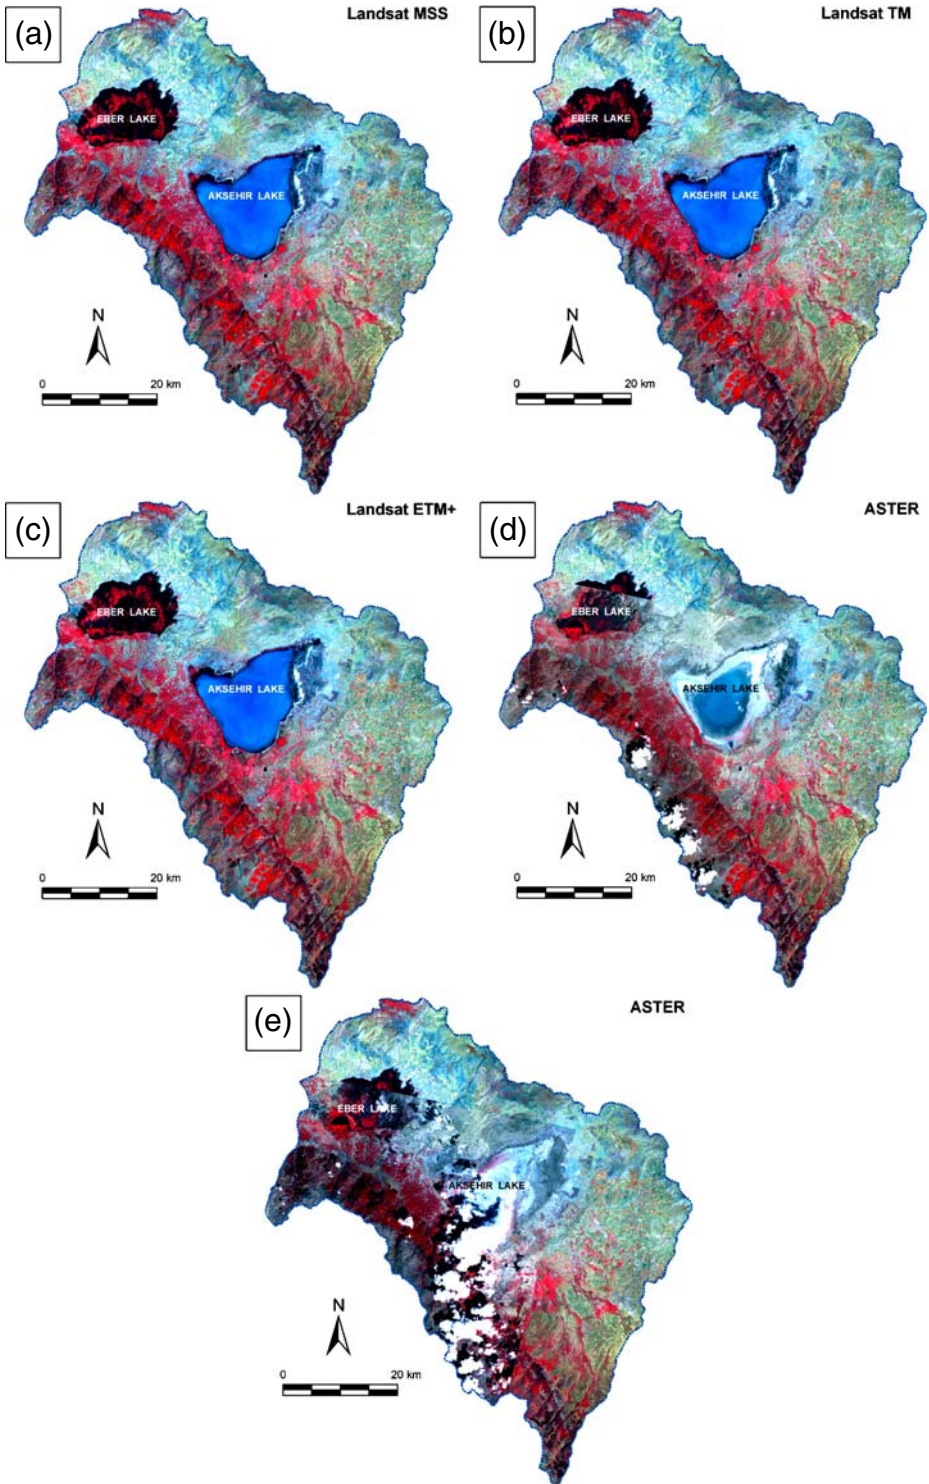 (a)
Landsat MSS
EBER LAKE
AKSEHIR LAKE
N
0 20 km
(b)
Landsat TM
EBER LAKE
AKSEHIR LAKE
N
0 20 km
(c)
Landsat ETM+
EBER LAKE
AKSEHIR LAKE
N
0 20 km
(d)
ASTER
EBER LAKE
AKSEHIR LAKE
N
0 20 km
(e)
ASTER
EBER LAKE
AKSEHIR LAKE
N
0 20 km